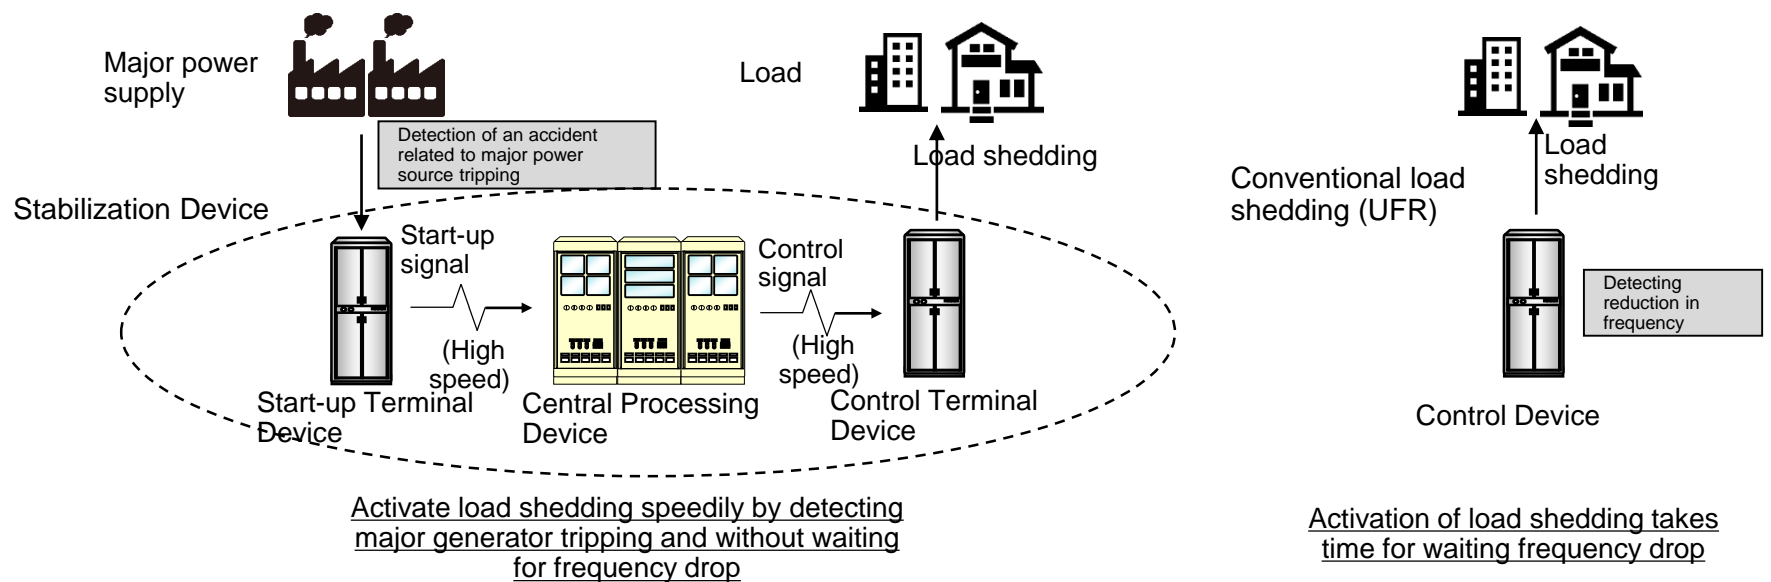 Major power
supply
Detection of an accident
related to major power
source tripping
Load
Load shedding
Stabilization Device
Start-up
signal
(High
speed)
Control
signal
(High
speed)
Start-up Terminal
Device
Central Processing
Device
Control Terminal
Device
Activate load shedding speedily by detecting
major generator tripping and without waiting
for frequency drop
Load
shedding
Conventional load
shedding (UFR)
Detecting
reduction in
frequency
Control Device
Activation of load shedding takes
time for waiting frequency drop